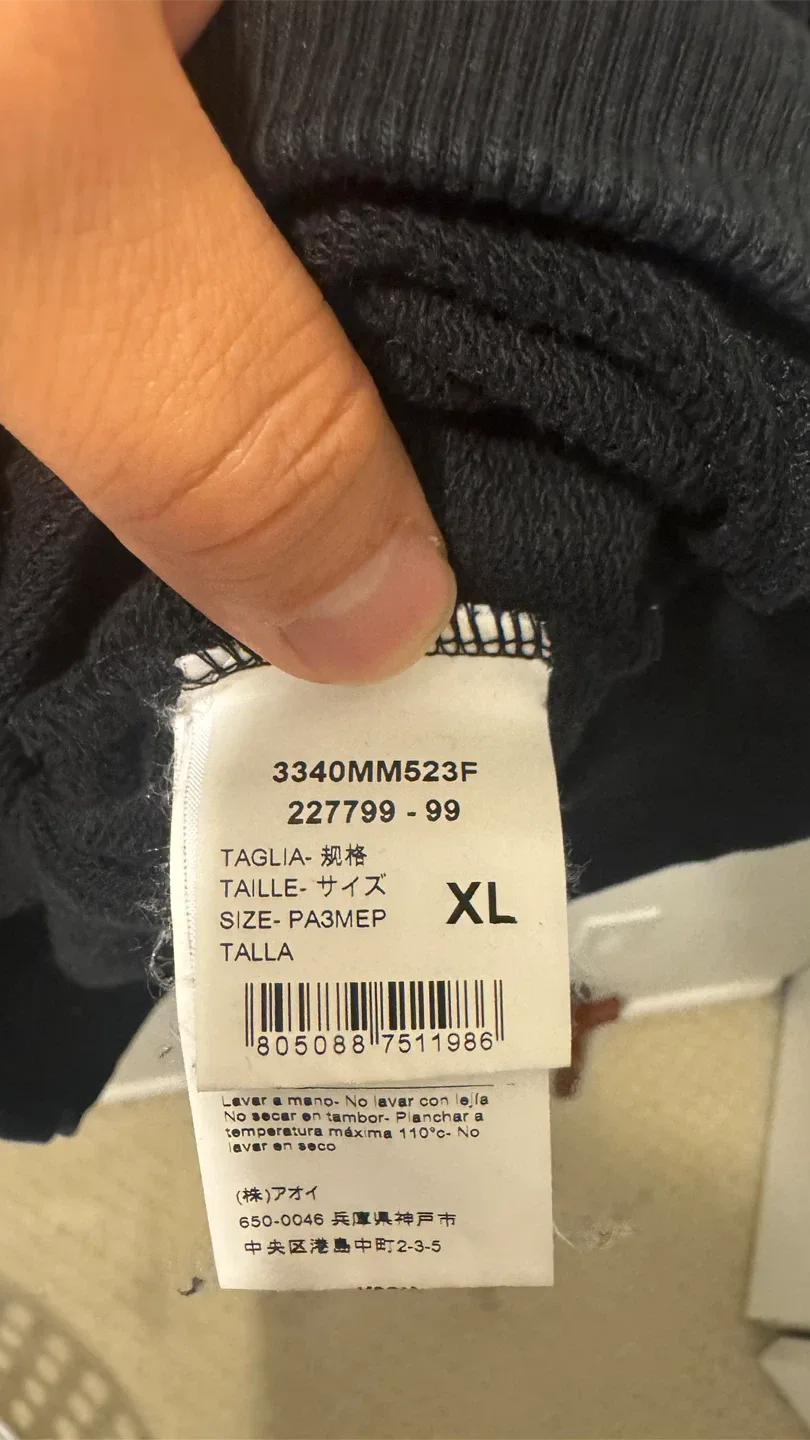 3340MM523F
227799 - 99
TAGLIA- 规格
TAILLE- サイズ
SIZE- PA3MEP
TALLA
XL
805088 7511986
Lavar a mano- No lavar con lejía
No secar en tambor- Planchar a
temperatura máxima 110°c- No
lavar en seco
(株)アオイ
650-0046 兵庫県神戸市
中央区港島中町2-3-5